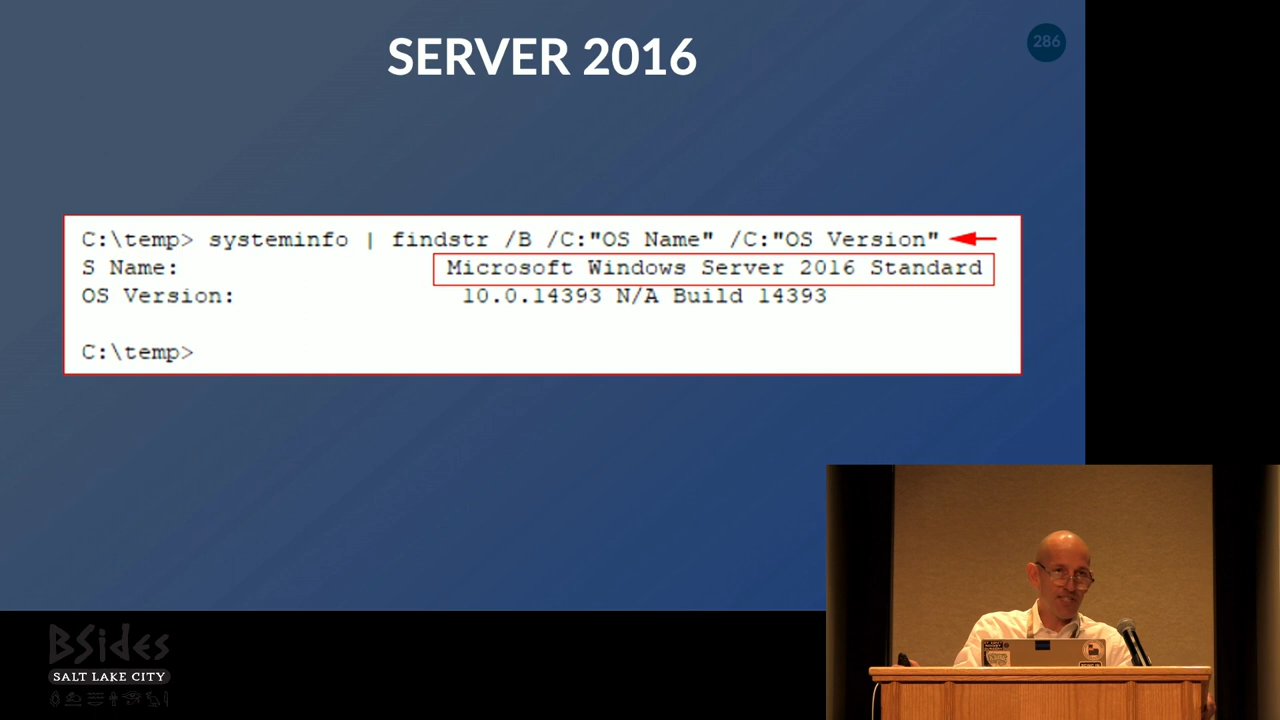 SERVER 2016
286
C:\temp> systeminfo | findstr /B /C:"OS Name" /C:"OS Version"
S Name: Microsoft Windows Server 2016 Standard
OS Version: 10.0.14393 N/A Build 14393
C:\temp>
BSides
SALT LAKE CITY